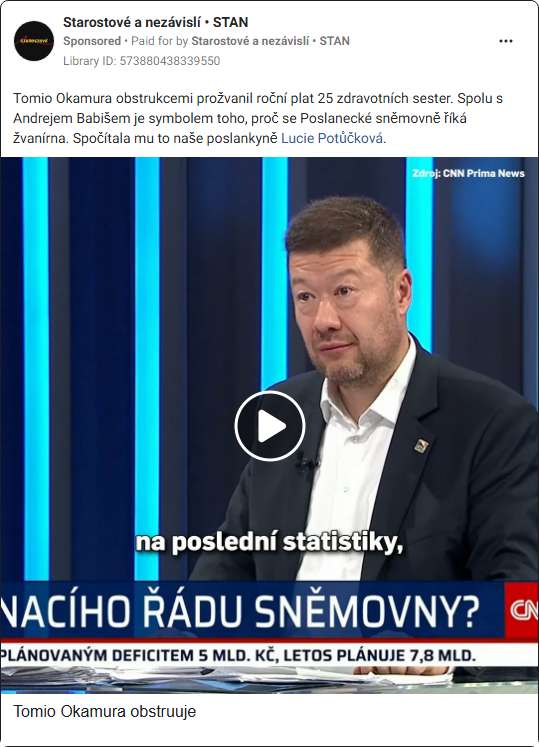 Starostové a nezávislí • STAN
Sponsored • Paid for by Starostové a nezávislí • STAN
Library ID: 573880438339550
Tomio Okamura obstrukcemi prožvanil roční plat 25 zdravotních sester. Spolu s
Andrejem Babišem je symbolem toho, proč se Poslanecké sněmovně říká
žvanírna. Spočítala mu to naše poslankyně Lucie Potůčková.
Zdroj: CNN Prima News
na poslední statistiky,
NACÍHO ŘÁDU SNĚMOVNY?
CN
PLÁNOVANÝM DEFICITEM 5 MLD. KČ, LETOS PLÁNUJE 7,8 MLD.
Tomio Okamura obstruuje